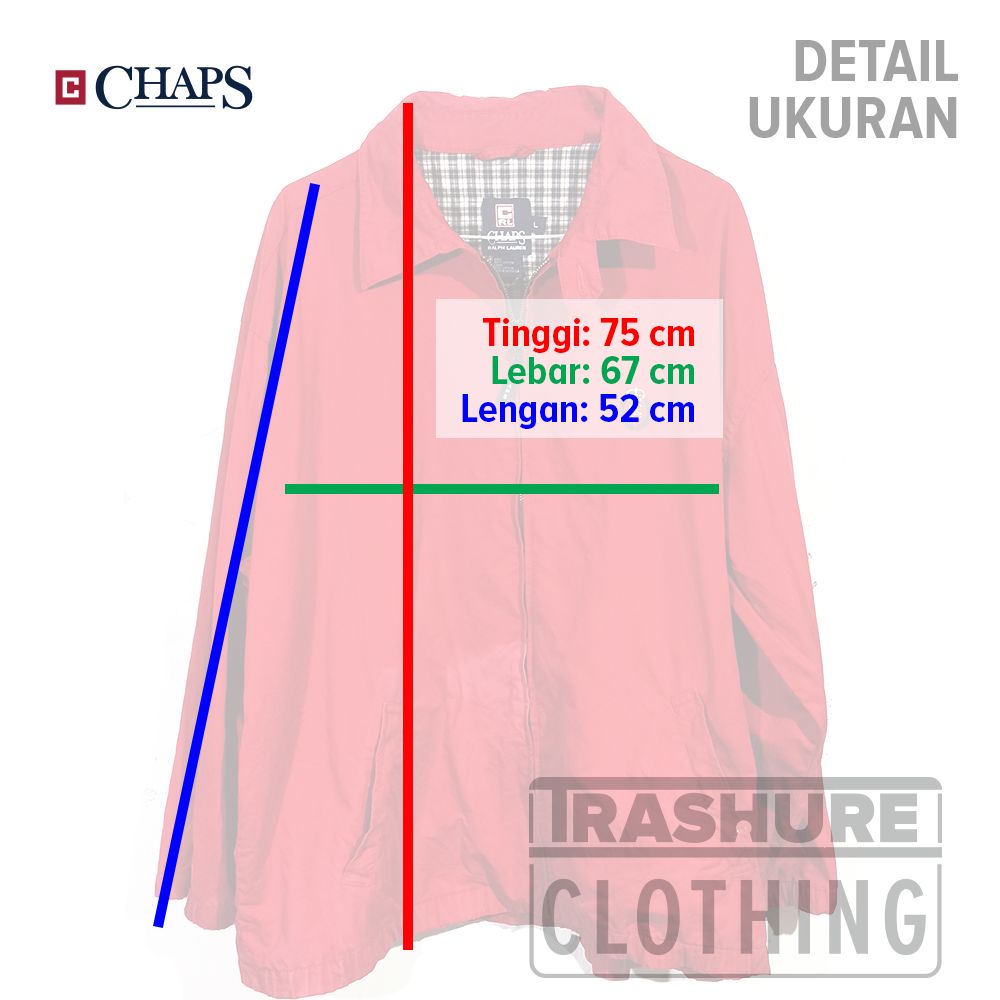 CHAPS
DETAIL
UKURAN
CHAPS
RALPH LAUREN
L
Tinggi: 75 cm
Lebar: 67 cm
Lengan: 52 cm
TRASHURE
CLOTHING